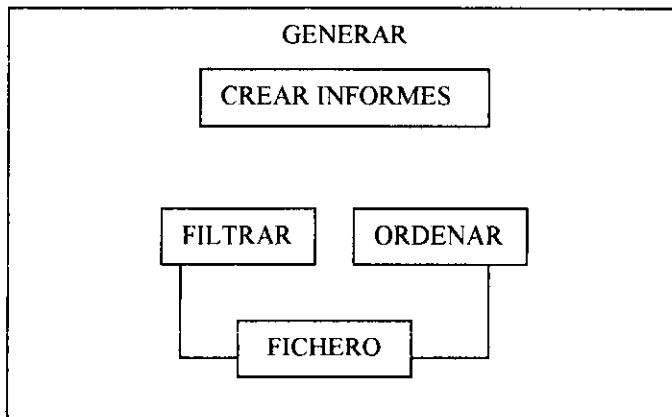 GENERAR
CREAR INFORMES
FILTRAR
ORDENAR
FICHERO